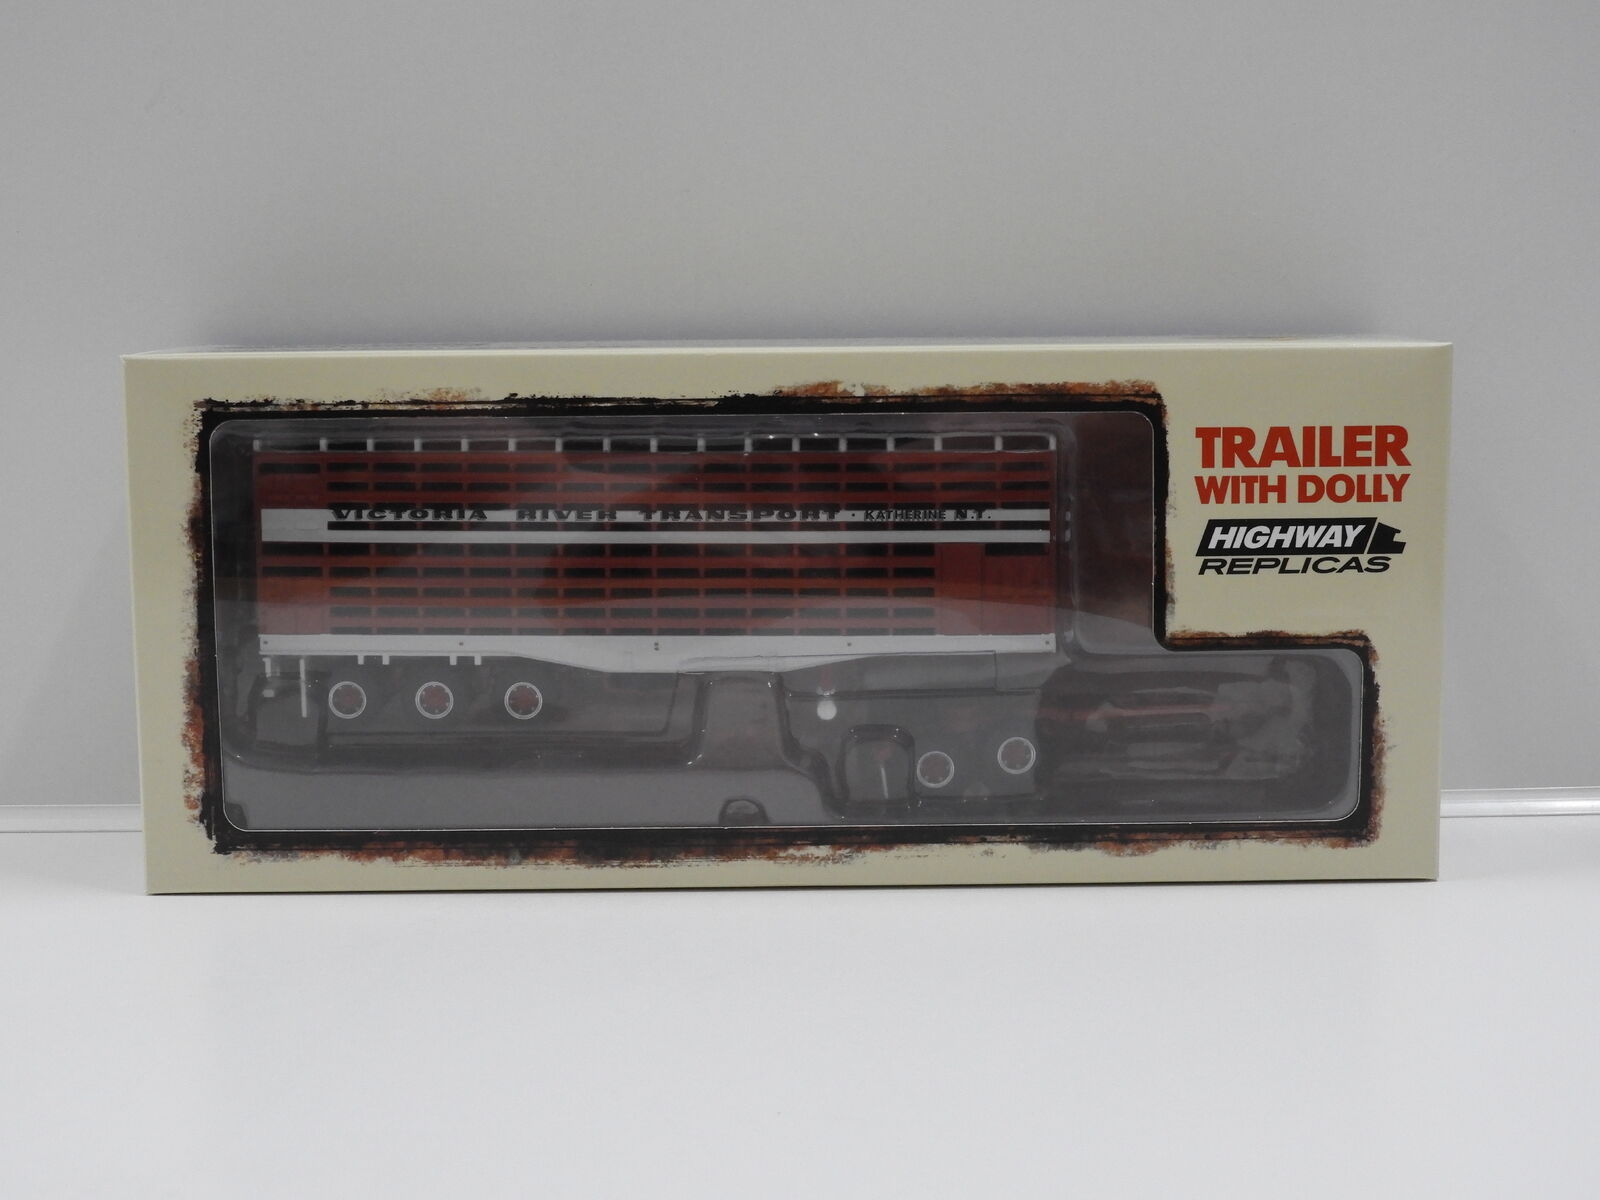 TRAILER
WITH DOLLY
HIGHWAY
REPLICAS
VICTORIA RIVER TRANSPORT · KATHERINE N.T.